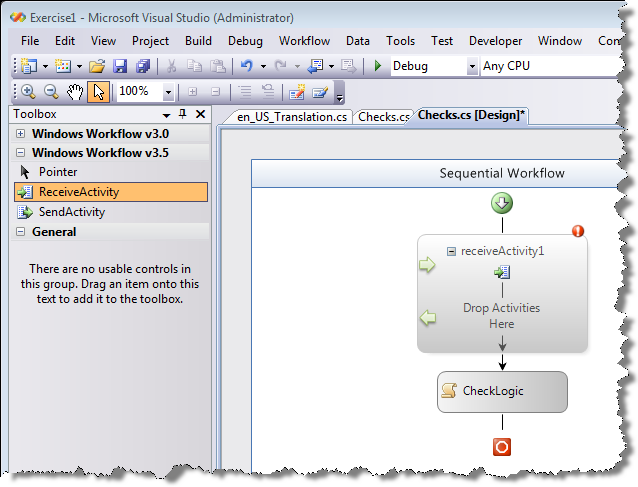 Exercise1 - Microsoft Visual Studio (Administrator)
File Edit View Project Build Debug Workflow Data Tools Test Developer Window
Debug Any CPU
100%
Toolbox
en_US_Translation.cs Checks.cs Checks.cs [Design]*
Windows Workflow v3.0
Windows Workflow v3.5
Pointer
ReceiveActivity
SendActivity
General
There are no usable controls in
this group. Drag an item onto this
text to add it to the toolbox.
Sequential Workflow
receiveActivity1
Drop Activities
Here
CheckLogic